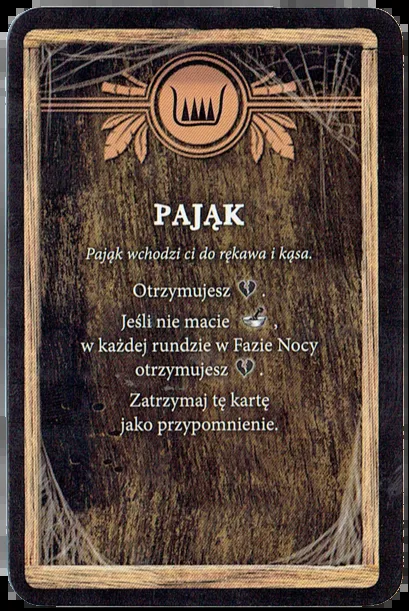 PAJĄK
Pająk wchodzi ci do rękawa i kąsa.
Otrzymujesz .
Jeśli nie macie ,
w każdej rundzie w Fazie Nocy
otrzymujesz .
Zatrzymaj tę kartę
jako przypomnienie.